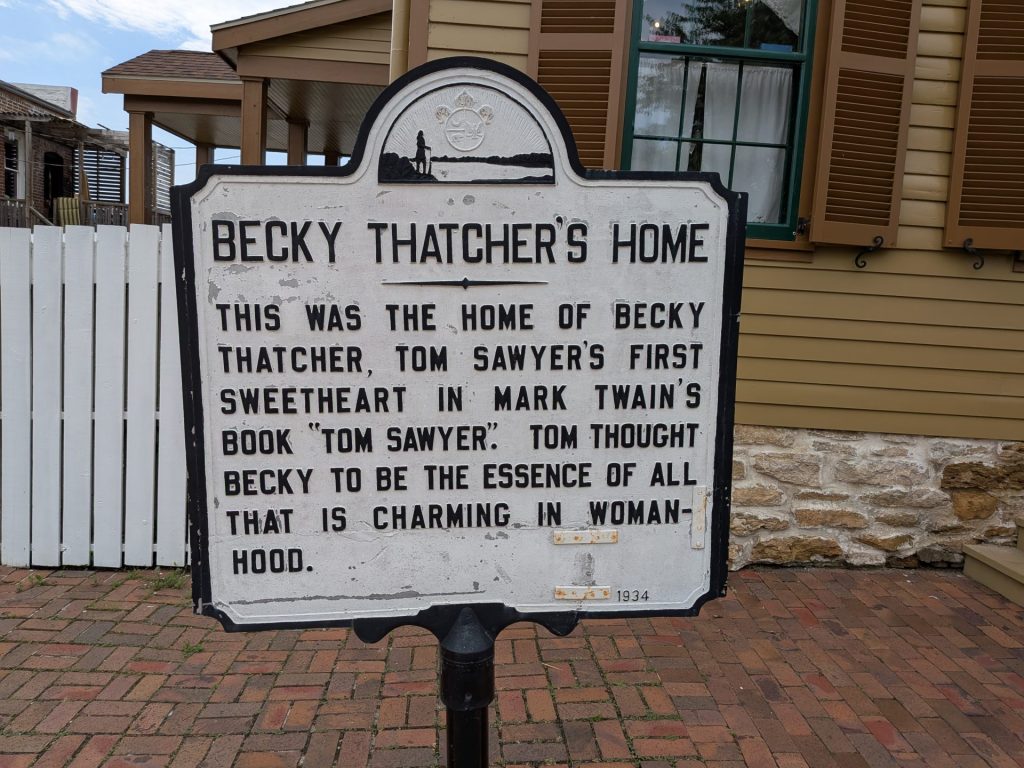 BECKY THATCHER'S HOME
THIS WAS THE HOME OF BECKY
THATCHER, TOM SAWYER'S FIRST
SWEETHEART IN MARK TWAIN'S
BOOK "TOM SAWYER". TOM THOUGHT
BECKY TO BE THE ESSENCE OF ALL
THAT IS CHARMING IN WOMAN-
HOOD.
1934